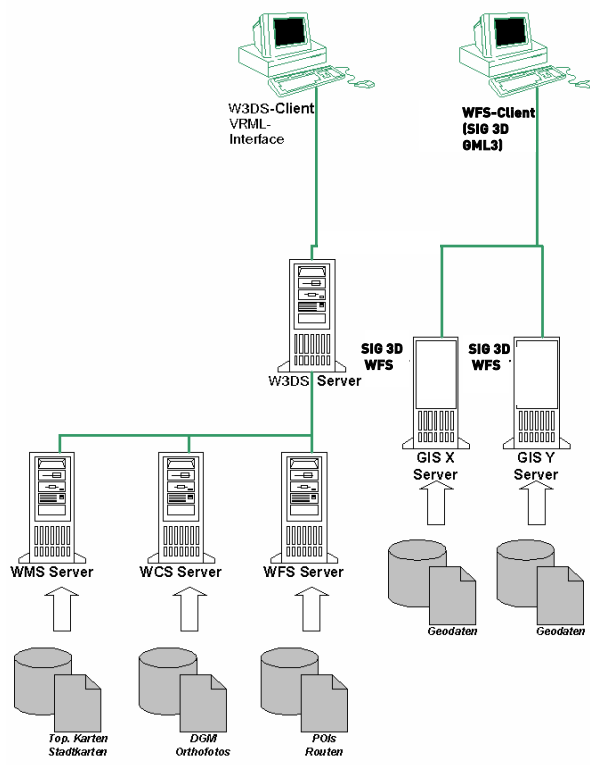 W3DS-Client
VRML-
Interface
WFS-Client
(SIG 3D
GML3)
SIG 3D
WFS
SIG 3D
WFS
W3DS Server
GIS X
Server
GIS Y
Server
WMS Server
WCS Server
WFS Server
Geodaten
Geodaten
Top. Karten
Stadtkarten
DGM
Orthofotos
POIs
Routen